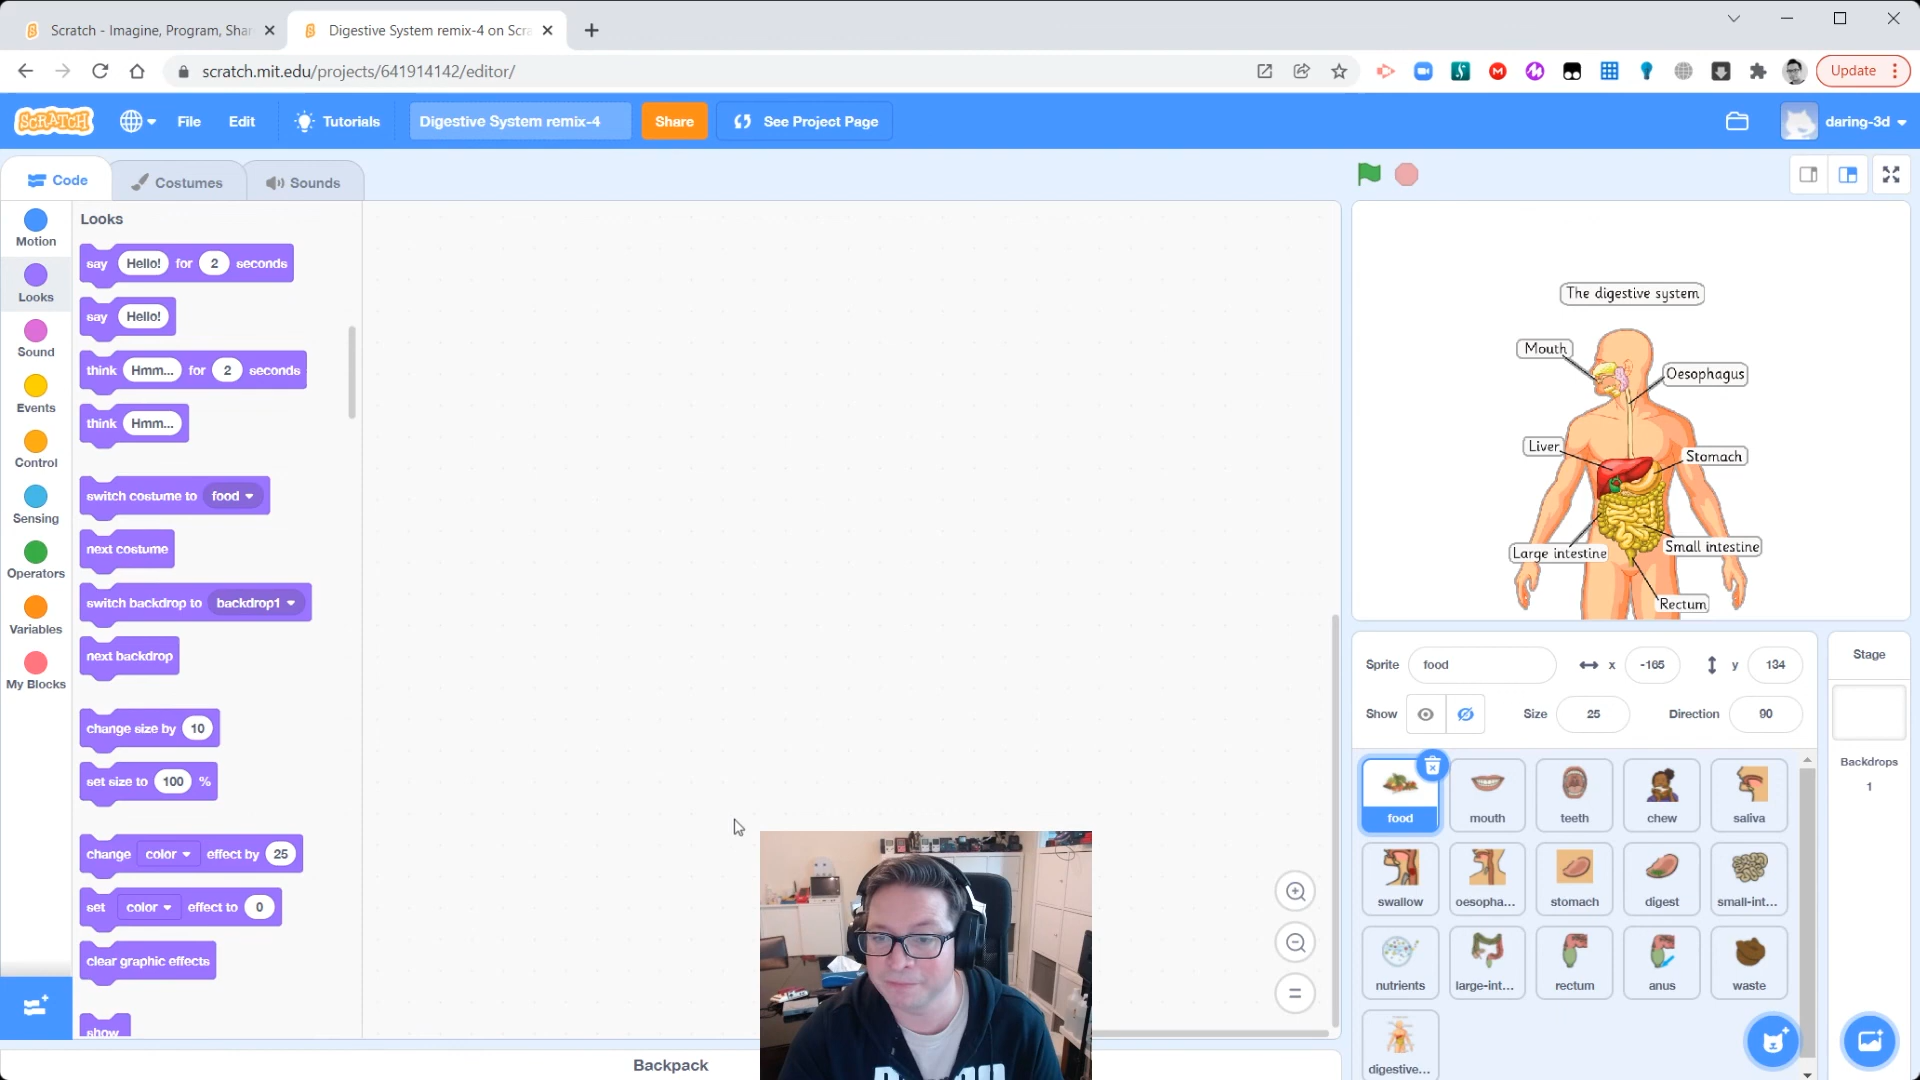 Scratch - Imagine, Program, Shar
Digestive System remix-4 on Scra
scratch.mit.edu/projects/641914142/editor/
Update
SCRATCH
File
Edit
Tutorials
Digestive System remix-4
Share
See Project Page
daring-3d
Code
Costumes
Sounds
Motion
Looks
Sound
Events
Control
Sensing
Operators
Variables
My Blocks
Looks
say Hello! for 2 seconds
say Hello!
think Hmm... for 2 seconds
think Hmm...
switch costume to food
next costume
switch backdrop to backdrop1
next backdrop
change size by 10
set size to 100 %
change color effect by 25
set color effect to 0
clear graphic effects
show
Backpack
The digestive system
Mouth
Oesophagus
Liver
Stomach
Large intestine
Small intestine
Rectum
Sprite food x -165 y 134
Show Size 25 Direction 90
food mouth teeth chew saliva
swallow oesopha... stomach digest small-int...
nutrients large-int... rectum anus waste
digestive...
Stage
Backdrops
1